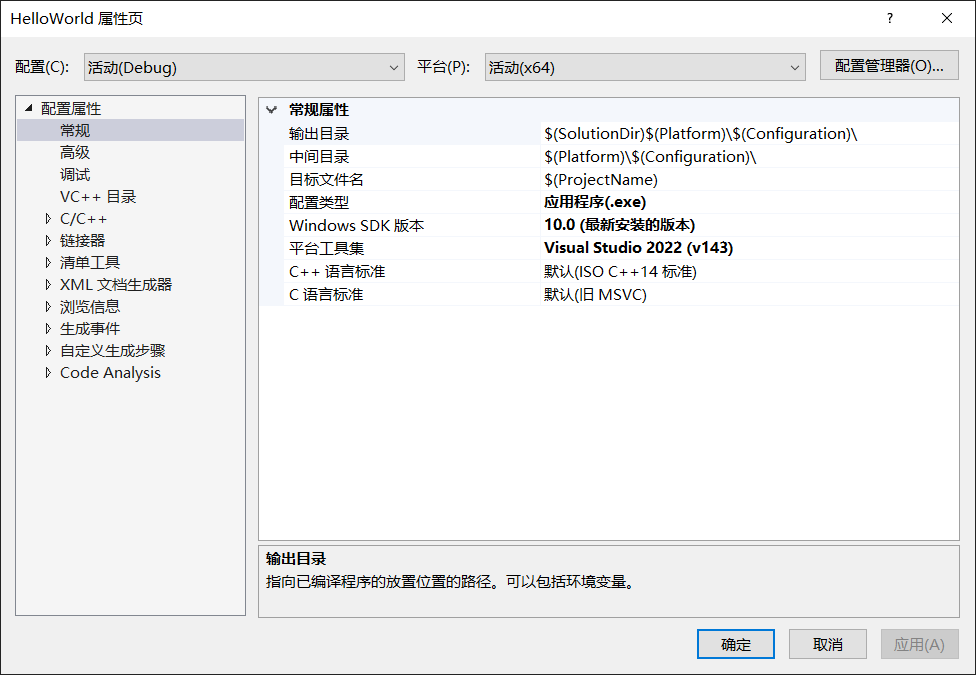 HelloWorld 属性页
?
配置(C): 活动(Debug) 平台(P): 活动(x64) 配置管理器(O)...
配置属性
常规
高级
调试
VC++ 目录
C/C++
链接器
清单工具
XML 文档生成器
浏览信息
生成事件
自定义生成步骤
Code Analysis
常规属性
输出目录 $(SolutionDir)$(Platform)\$(Configuration)\
中间目录 $(Platform)\$(Configuration)\
目标文件名 $(ProjectName)
配置类型 应用程序(.exe)
Windows SDK 版本 10.0 (最新安装的版本)
平台工具集 Visual Studio 2022 (v143)
C++ 语言标准 默认(ISO C++14 标准)
C 语言标准 默认(旧 MSVC)
输出目录
指向已编译程序的放置位置的路径。可以包括环境变量。
确定 取消 应用(A)